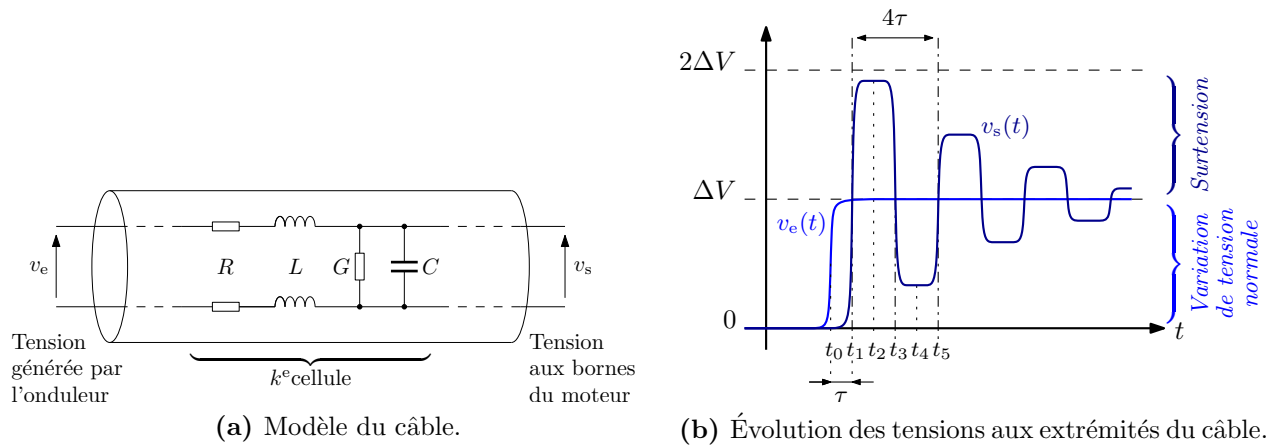 v_e
R
L
G
C
v_s
Tension
générée par
l'onduleur
k^e cellule
Tension
aux bornes
du moteur
(a) Modèle du câble.
4τ
2ΔV
ΔV
0
v_e(t)
v_s(t)
t
t_0 t_1 t_2 t_3 t_4 t_5
τ
Surtension
Variation
de tension
normale
(b) Évolution des tensions aux extrémités du câble.